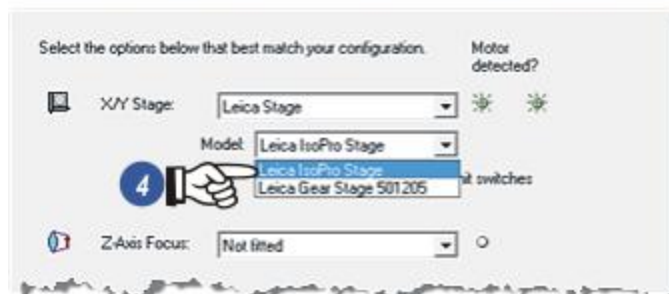 Select the options below that best match your configuration.
Motor
detected?
X/Y Stage:
Leica Stage
Model:
Leica IsoPro Stage
Leica IsoPro Stage
Leica Gear Stage 501205
switches
4
Z-Axis Focus:
Not fitted